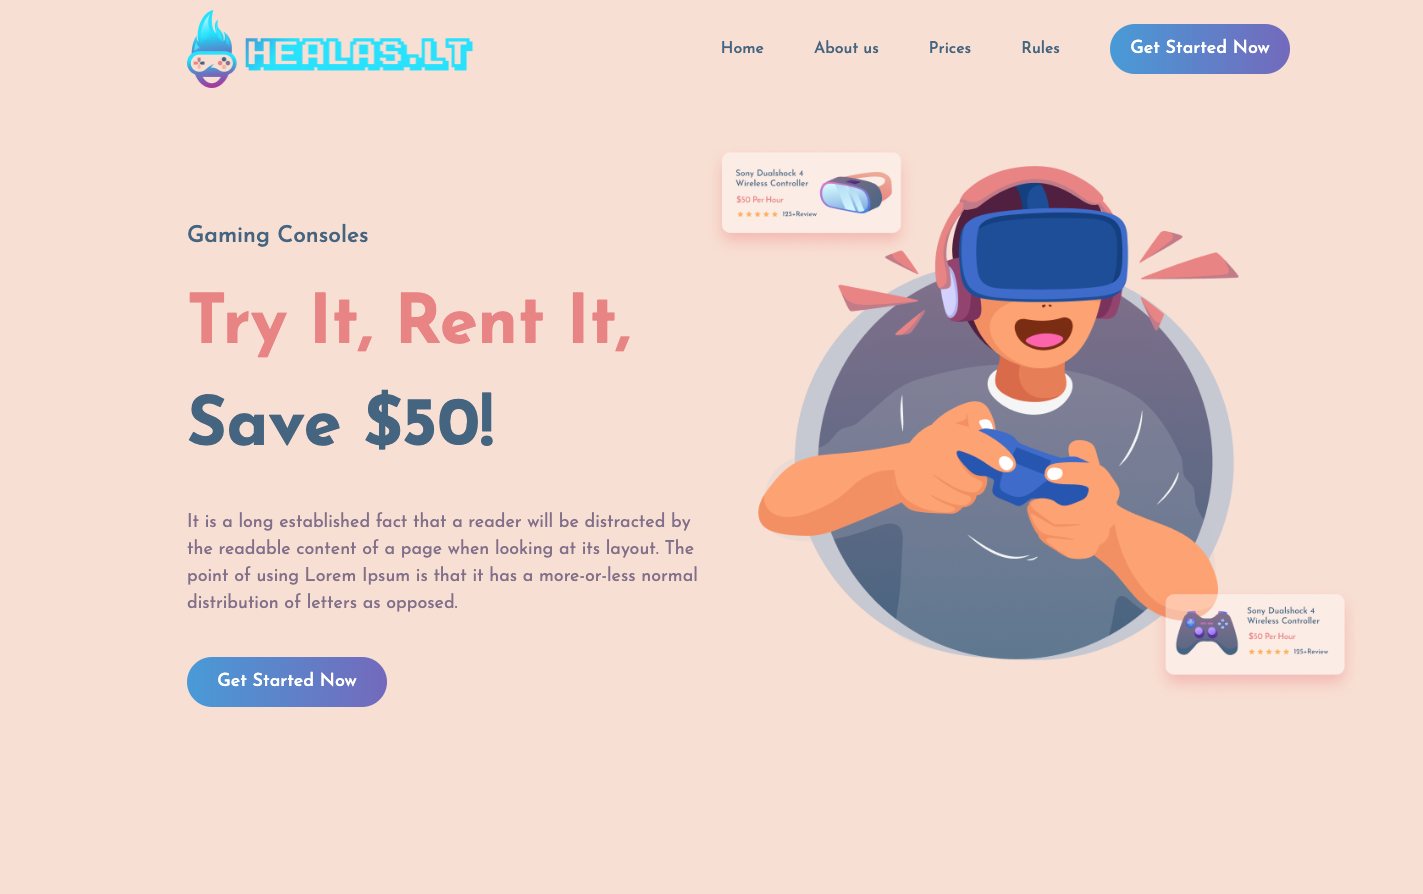 HEALAS.LT
Home
About us
Prices
Rules
Get Started Now
Sony Dualshock 4
Wireless Controller
$50 Per Hour
125+Review
Gaming Consoles
Try It, Rent It,
Save $50!
It is a long established fact that a reader will be distracted by
the readable content of a page when looking at its layout. The
point of using Lorem Ipsum is that it has a more-or-less normal
distribution of letters as opposed.
Get Started Now
Sony Dualshock 4
Wireless Controller
$50 Per Hour
125+Review